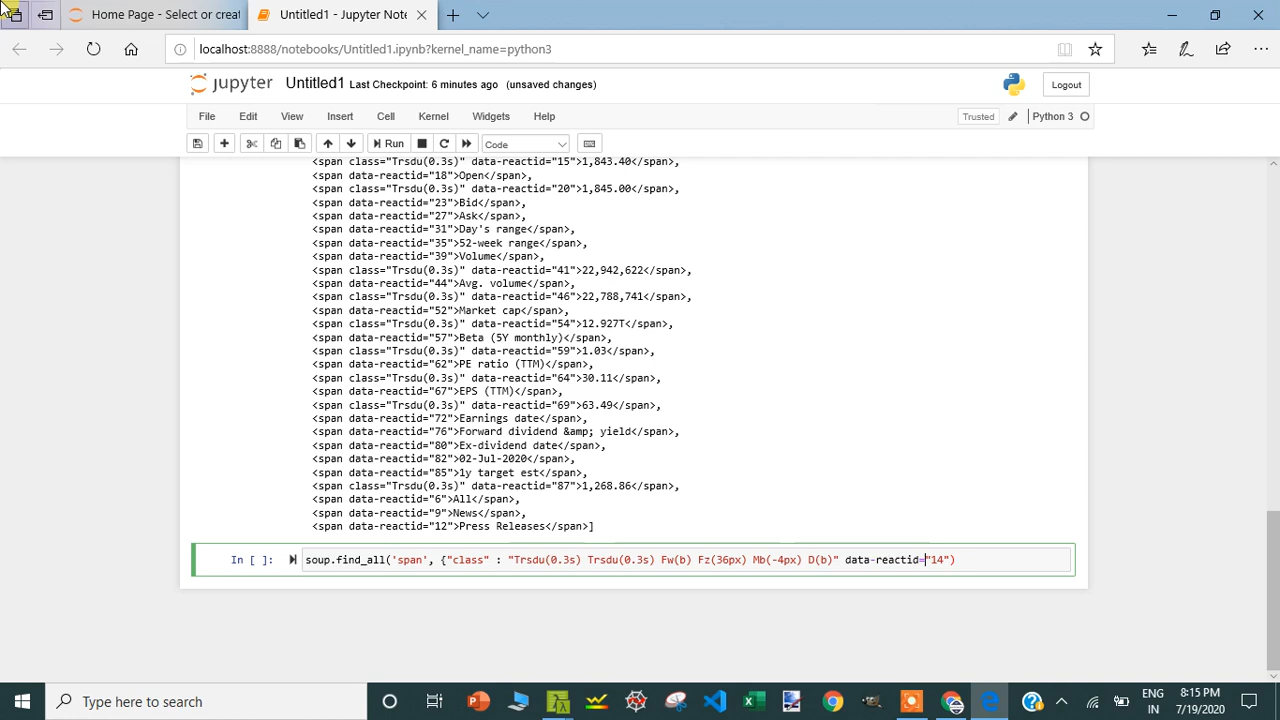 Home Page - Select or creat
Untitled1 - Jupyter Note
localhost:8888/notebooks/Untitled1.ipynb?kernel_name=python3
jupyter Untitled1 Last Checkpoint: 6 minutes ago (unsaved changes) Logout
File Edit View Insert Cell Kernel Widgets Help Trusted Python 3
Run Code
<span class="Trsdu(0.3s)" data-reactid="15">1,843.40</span>,
<span data-reactid="18">Open</span>,
<span class="Trsdu(0.3s)" data-reactid="20">1,845.00</span>,
<span data-reactid="23">Bid</span>,
<span data-reactid="27">Ask</span>,
<span data-reactid="31">Day's range</span>,
<span data-reactid="35">52-week range</span>,
<span data-reactid="39">Volume</span>,
<span class="Trsdu(0.3s)" data-reactid="41">22,942,622</span>,
<span data-reactid="44">Avg. volume</span>,
<span class="Trsdu(0.3s)" data-reactid="46">22,788,741</span>,
<span data-reactid="52">Market cap</span>,
<span class="Trsdu(0.3s)" data-reactid="54">12.927T</span>,
<span data-reactid="57">Beta (5Y monthly)</span>,
<span class="Trsdu(0.3s)" data-reactid="59">1.03</span>,
<span data-reactid="62">PE ratio (TTM)</span>,
<span class="Trsdu(0.3s)" data-reactid="64">30.11</span>,
<span data-reactid="67">EPS (TTM)</span>,
<span class="Trsdu(0.3s)" data-reactid="69">63.49</span>,
<span data-reactid="72">Earnings date</span>,
<span data-reactid="76">Forward dividend &amp; yield</span>,
<span data-reactid="80">Ex-dividend date</span>,
<span data-reactid="82">02-Jul-2020</span>,
<span data-reactid="85">1y target est</span>,
<span class="Trsdu(0.3s)" data-reactid="87">1,268.86</span>,
<span data-reactid="6">All</span>,
<span data-reactid="9">News</span>,
<span data-reactid="12">Press Releases</span>]
In [ ]: soup.find_all('span', {"class" : "Trsdu(0.3s) Trsdu(0.3s) Fw(b) Fz(36px) Mb(-4px) D(b)" data-reactid="14")
Type here to search
ENG
IN
8:15 PM
7/19/2020